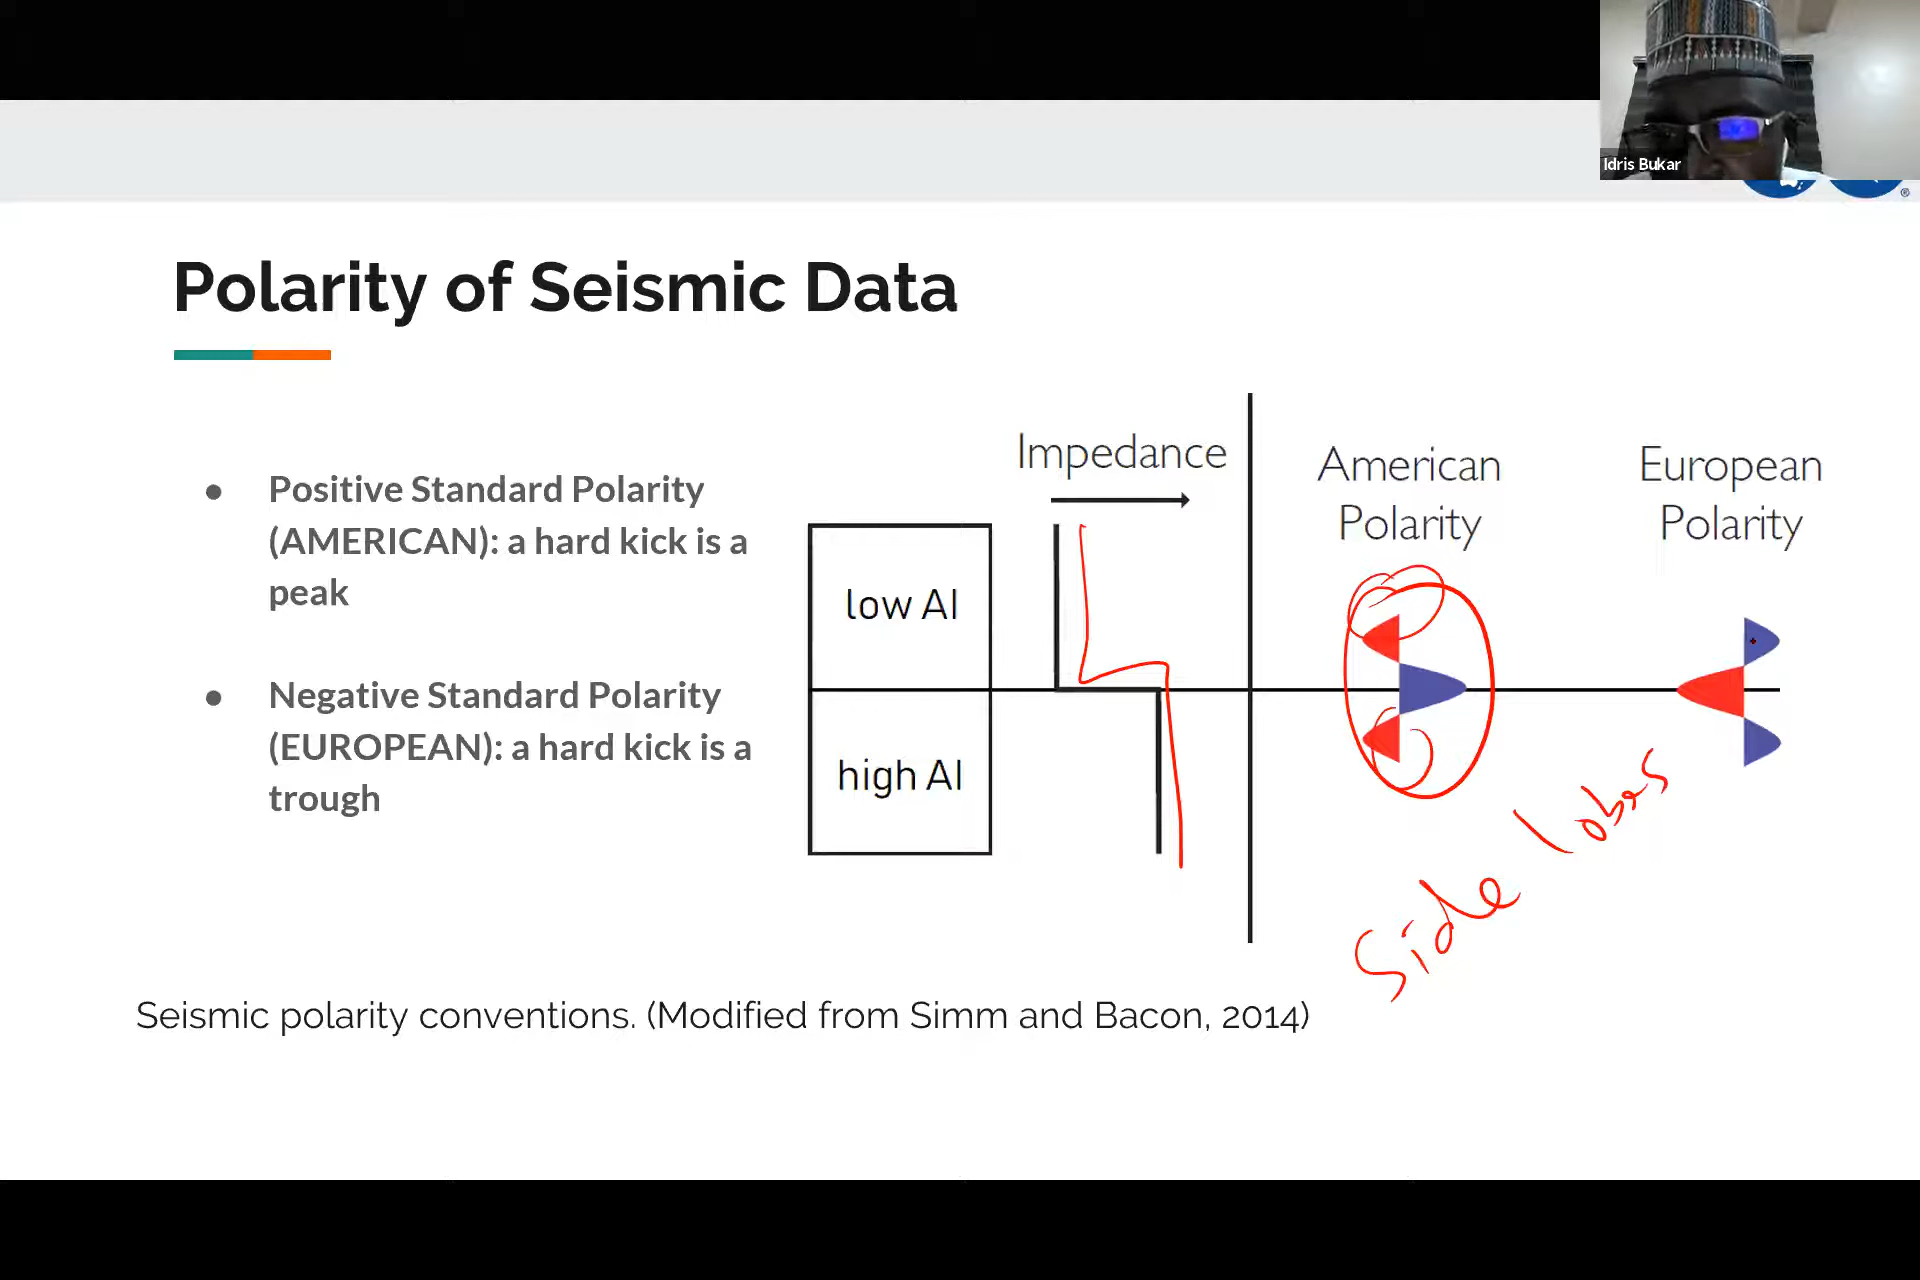 Idris Bukar
®
Polarity of Seismic Data
● Positive Standard Polarity
(AMERICAN): a hard kick is a
peak
● Negative Standard Polarity
(EUROPEAN): a hard kick is a
trough
Impedance
low AI
high AI
American
Polarity
European
Polarity
Side lobes
Seismic polarity conventions. (Modified from Simm and Bacon, 2014)